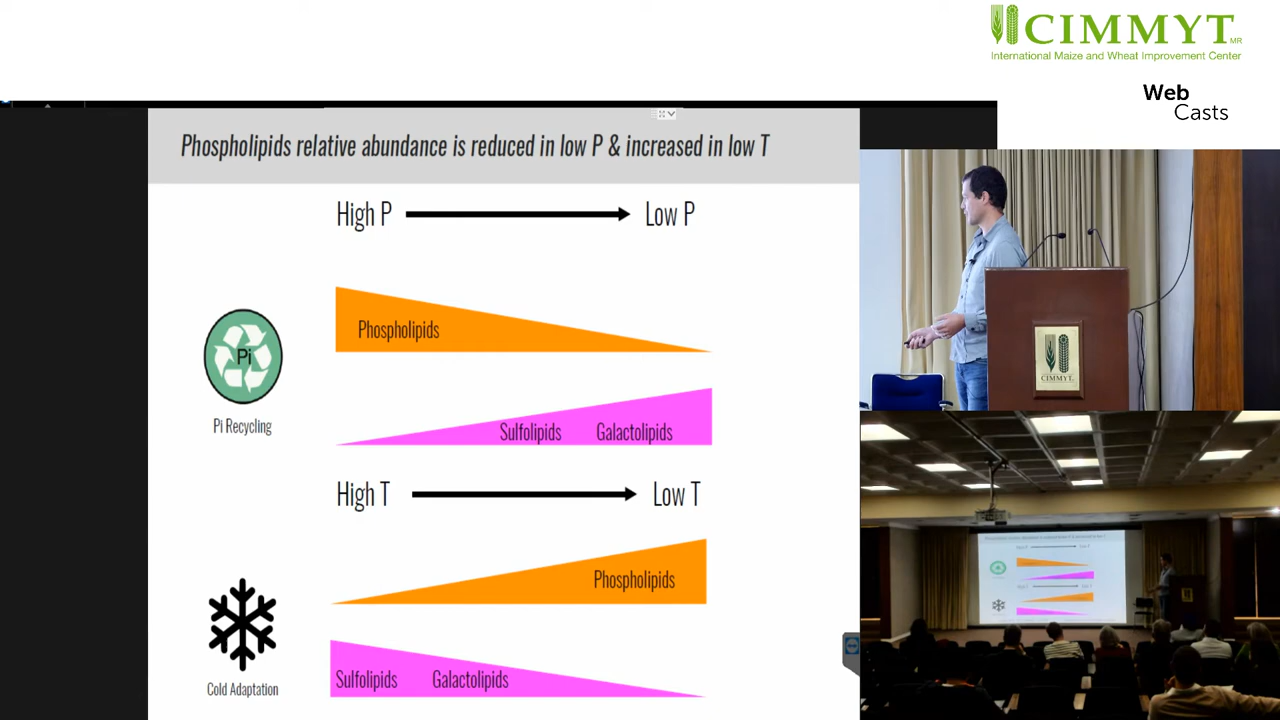 CIMMYT MR
International Maize and Wheat Improvement Center
Web
Casts
Phospholipids relative abundance is reduced in low P & increased in low T
High P
Low P
Phospholipids
Pi
Pi Recycling
Sulfolipids
Galactolipids
High T
Low T
Phospholipids
Cold Adaptation
Sulfolipids
Galactolipids
CIMMYT